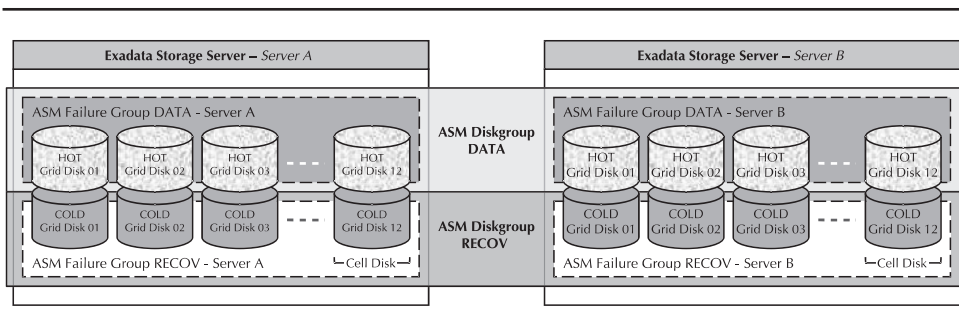 Exadata Storage Server – Server A
ASM Failure Group DATA - Server A
HOT
Grid Disk 01
HOT
Grid Disk 02
HOT
Grid Disk 03
HOT
Grid Disk 12
COLD
Grid Disk 01
COLD
Grid Disk 02
COLD
Grid Disk 03
COLD
Grid Disk 12
ASM Failure Group RECOV - Server A
Cell Disk
ASM Diskgroup
DATA
ASM Diskgroup
RECOV
Exadata Storage Server – Server B
ASM Failure Group DATA - Server B
HOT
Grid Disk 01
HOT
Grid Disk 02
HOT
Grid Disk 03
HOT
Grid Disk 12
COLD
Grid Disk 01
COLD
Grid Disk 02
COLD
Grid Disk 03
COLD
Grid Disk 12
ASM Failure Group RECOV - Server B
Cell Disk